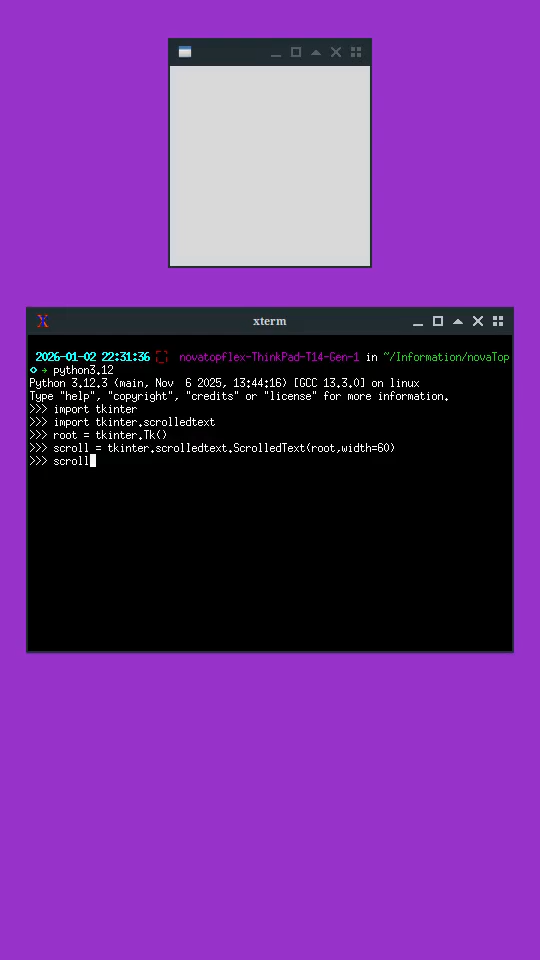 xterm
2026-01-02 22:31:36 novatopflex-ThinkPad-T14-Gen-1 in ~/Information/novaTop
python3.12
Python 3.12.3 (main, Nov  6 2025, 13:44:16) [GCC 13.3.0] on linux
Type "help", "copyright", "credits" or "license" for more information.
>>> import tkinter
>>> import tkinter.scrolledtext
>>> root = tkinter.Tk()
>>> scroll = tkinter.scrolledtext.ScrolledText(root,width=60)
>>> scroll